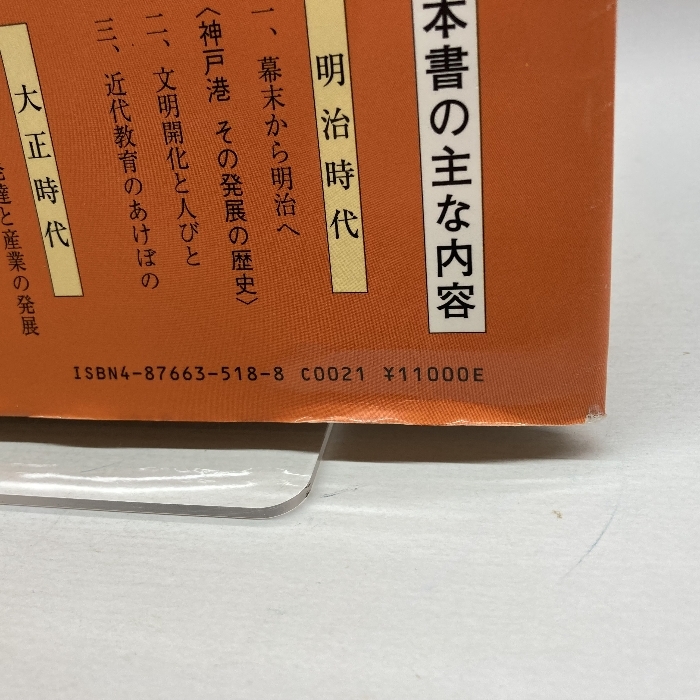 本書の主な内容
明治時代
一、幕末から明治へ
〈神戸港 その発展の歴史〉
二、文明開化と人びと
三、近代教育のあけぼの
大正時代
達と産業の発展
ISBN4-87663-518-8 C0021 ¥11000E